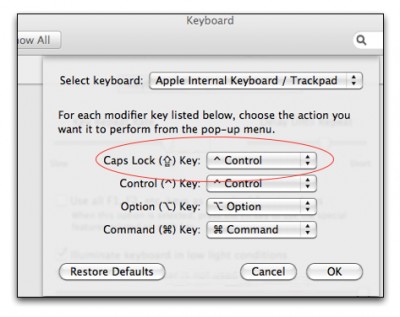 Keyboard
ow All
Select keyboard: Apple Internal Keyboard / Trackpad
For each modifier key listed below, choose the action you
want it to perform from the pop-up menu.
Caps Lock (⇪) Key: ^ Control
Control (^) Key: ^ Control
Option (⌥) Key: ⌥ Option
Command (⌘) Key: ⌘ Command
Restore Defaults Cancel OK